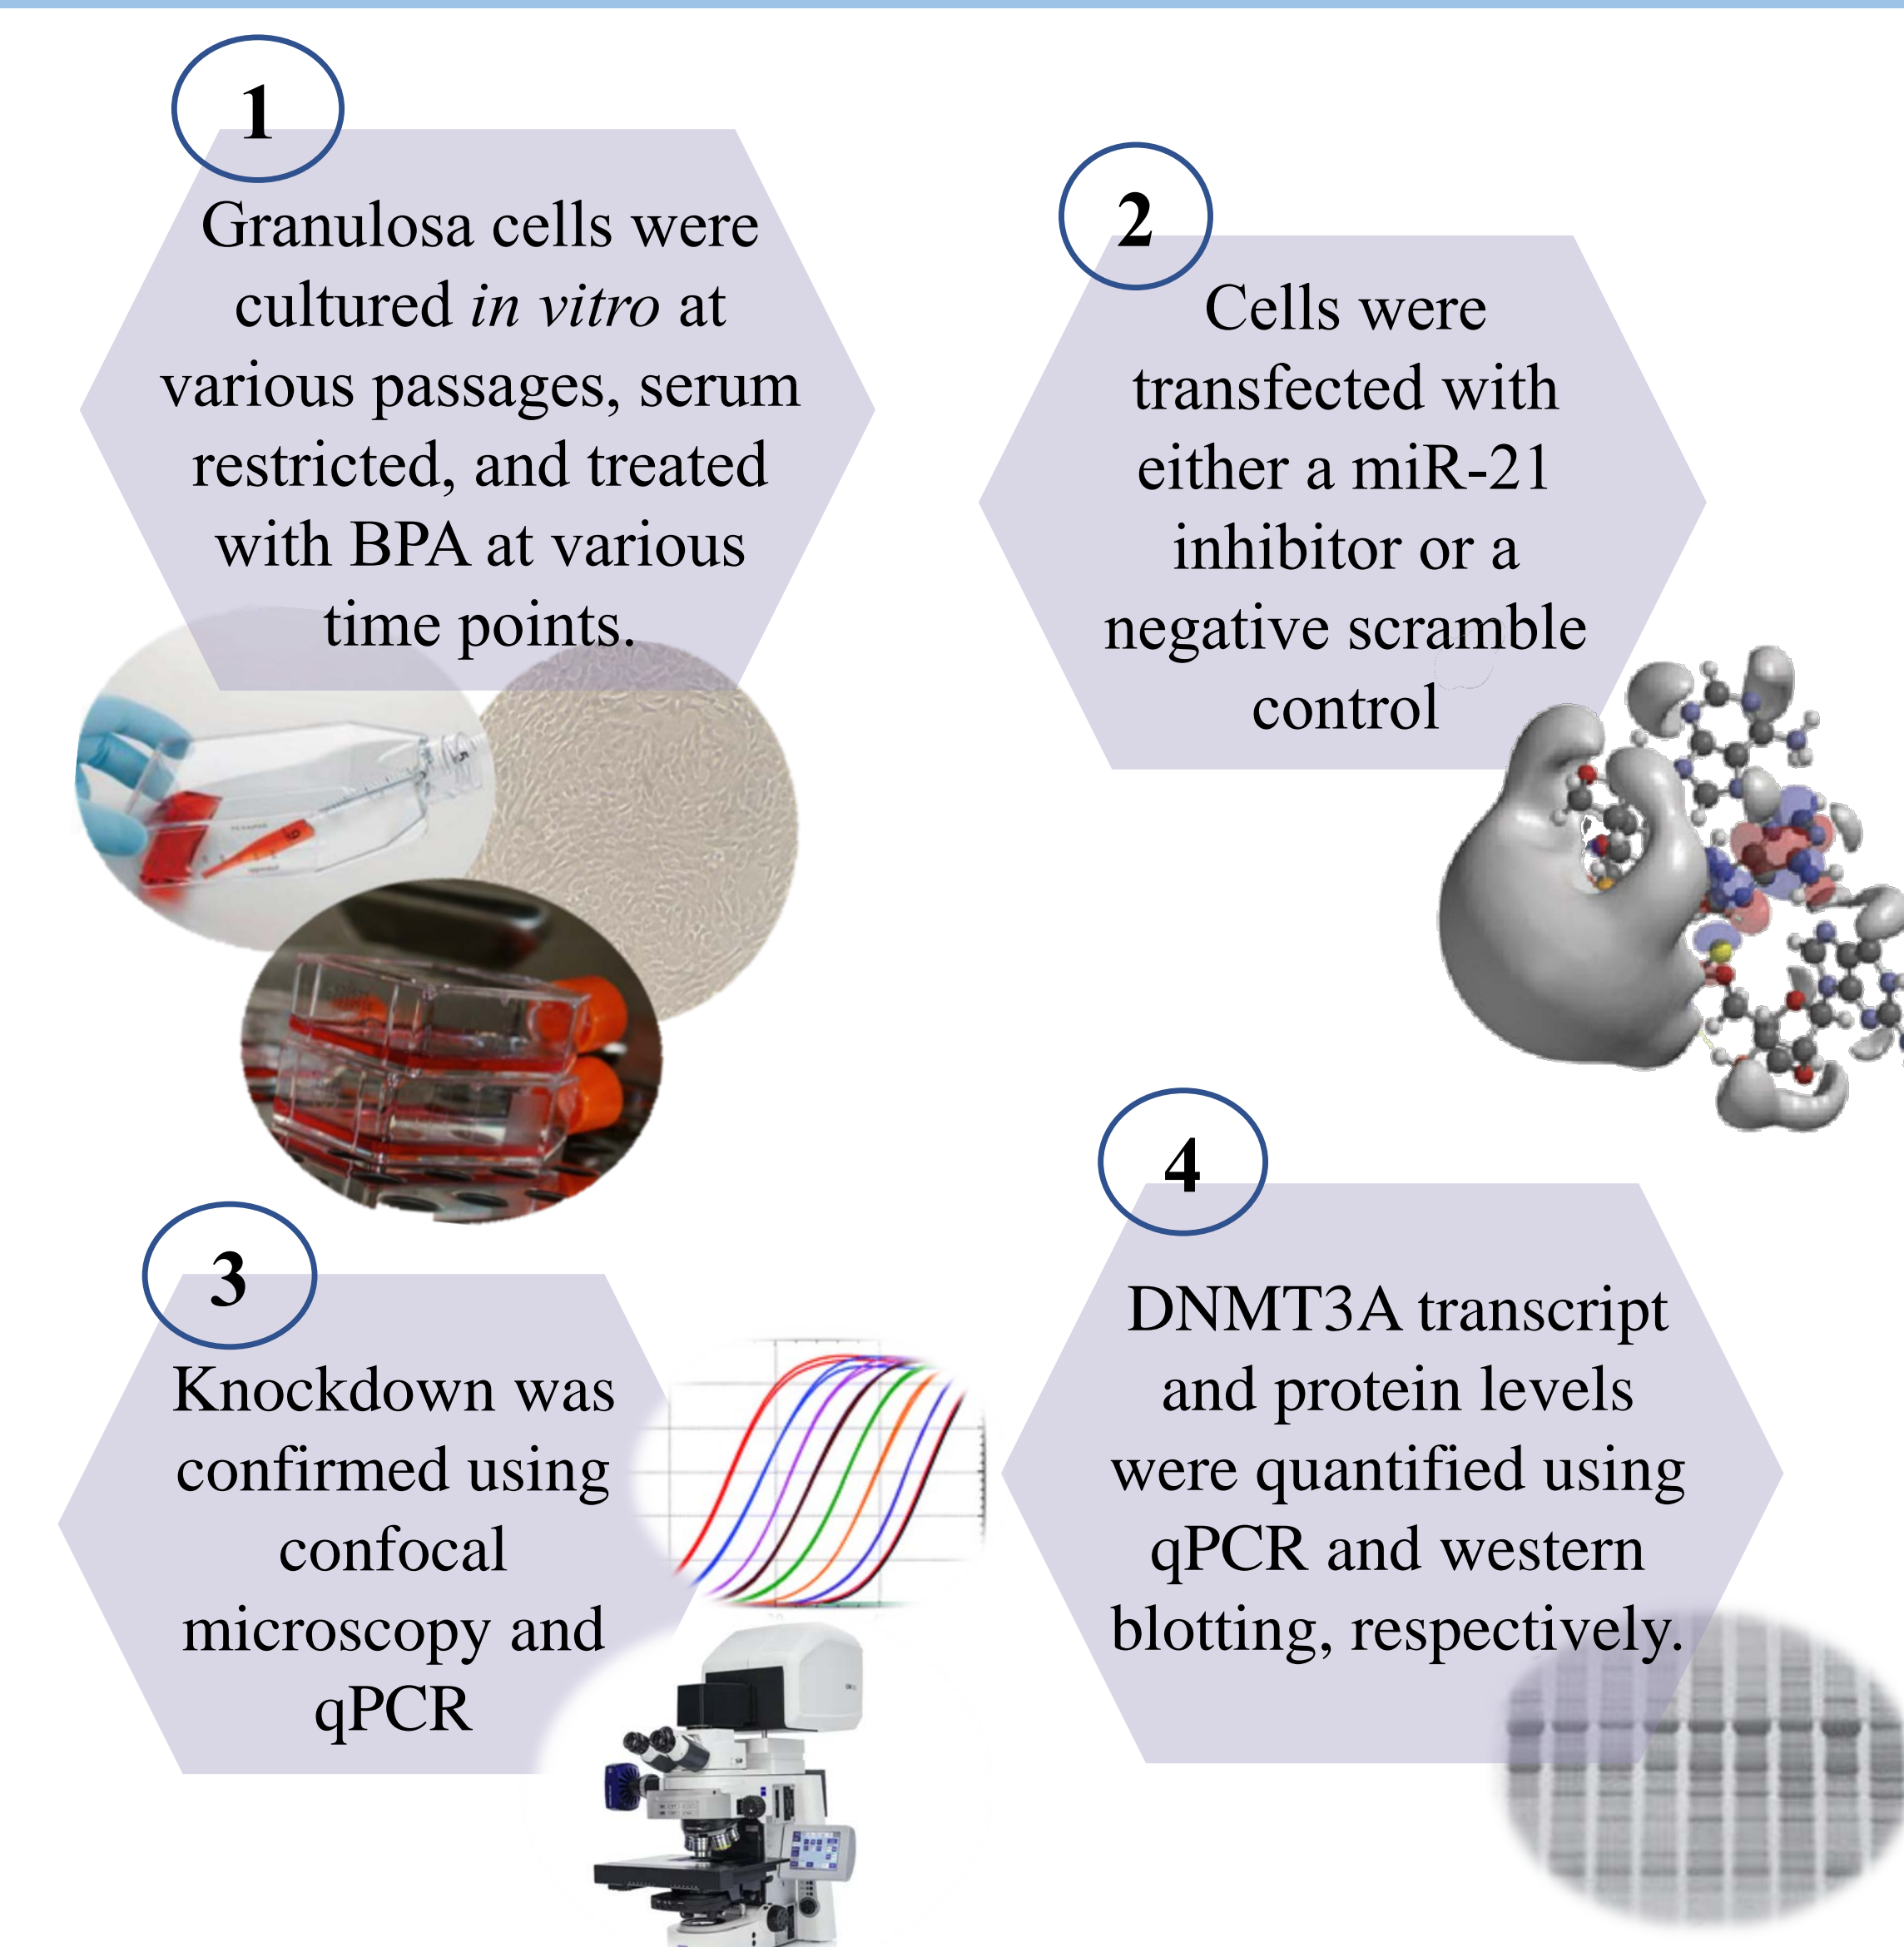 1
Granulosa cells were
cultured in vitro at
various passages, serum
restricted, and treated
with BPA at various
time points.
2
Cells were
transfected with
either a miR-21
inhibitor or a
negative scramble
control
3
Knockdown was
confirmed using
confocal
microscopy and
qPCR
4
DNMT3A transcript
and protein levels
were quantified using
qPCR and western
blotting, respectively.